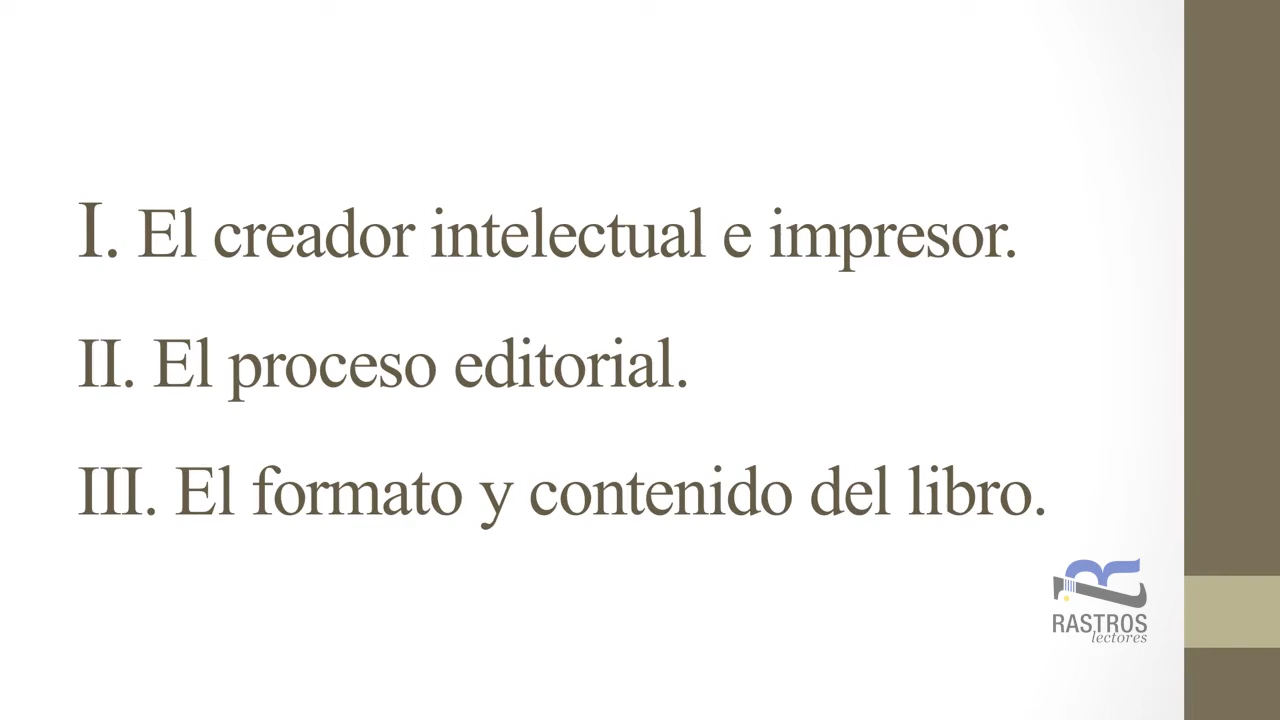 I. El creador intelectual e impresor.
II. El proceso editorial.
III. El formato y contenido del libro.
RASTROS
lectores